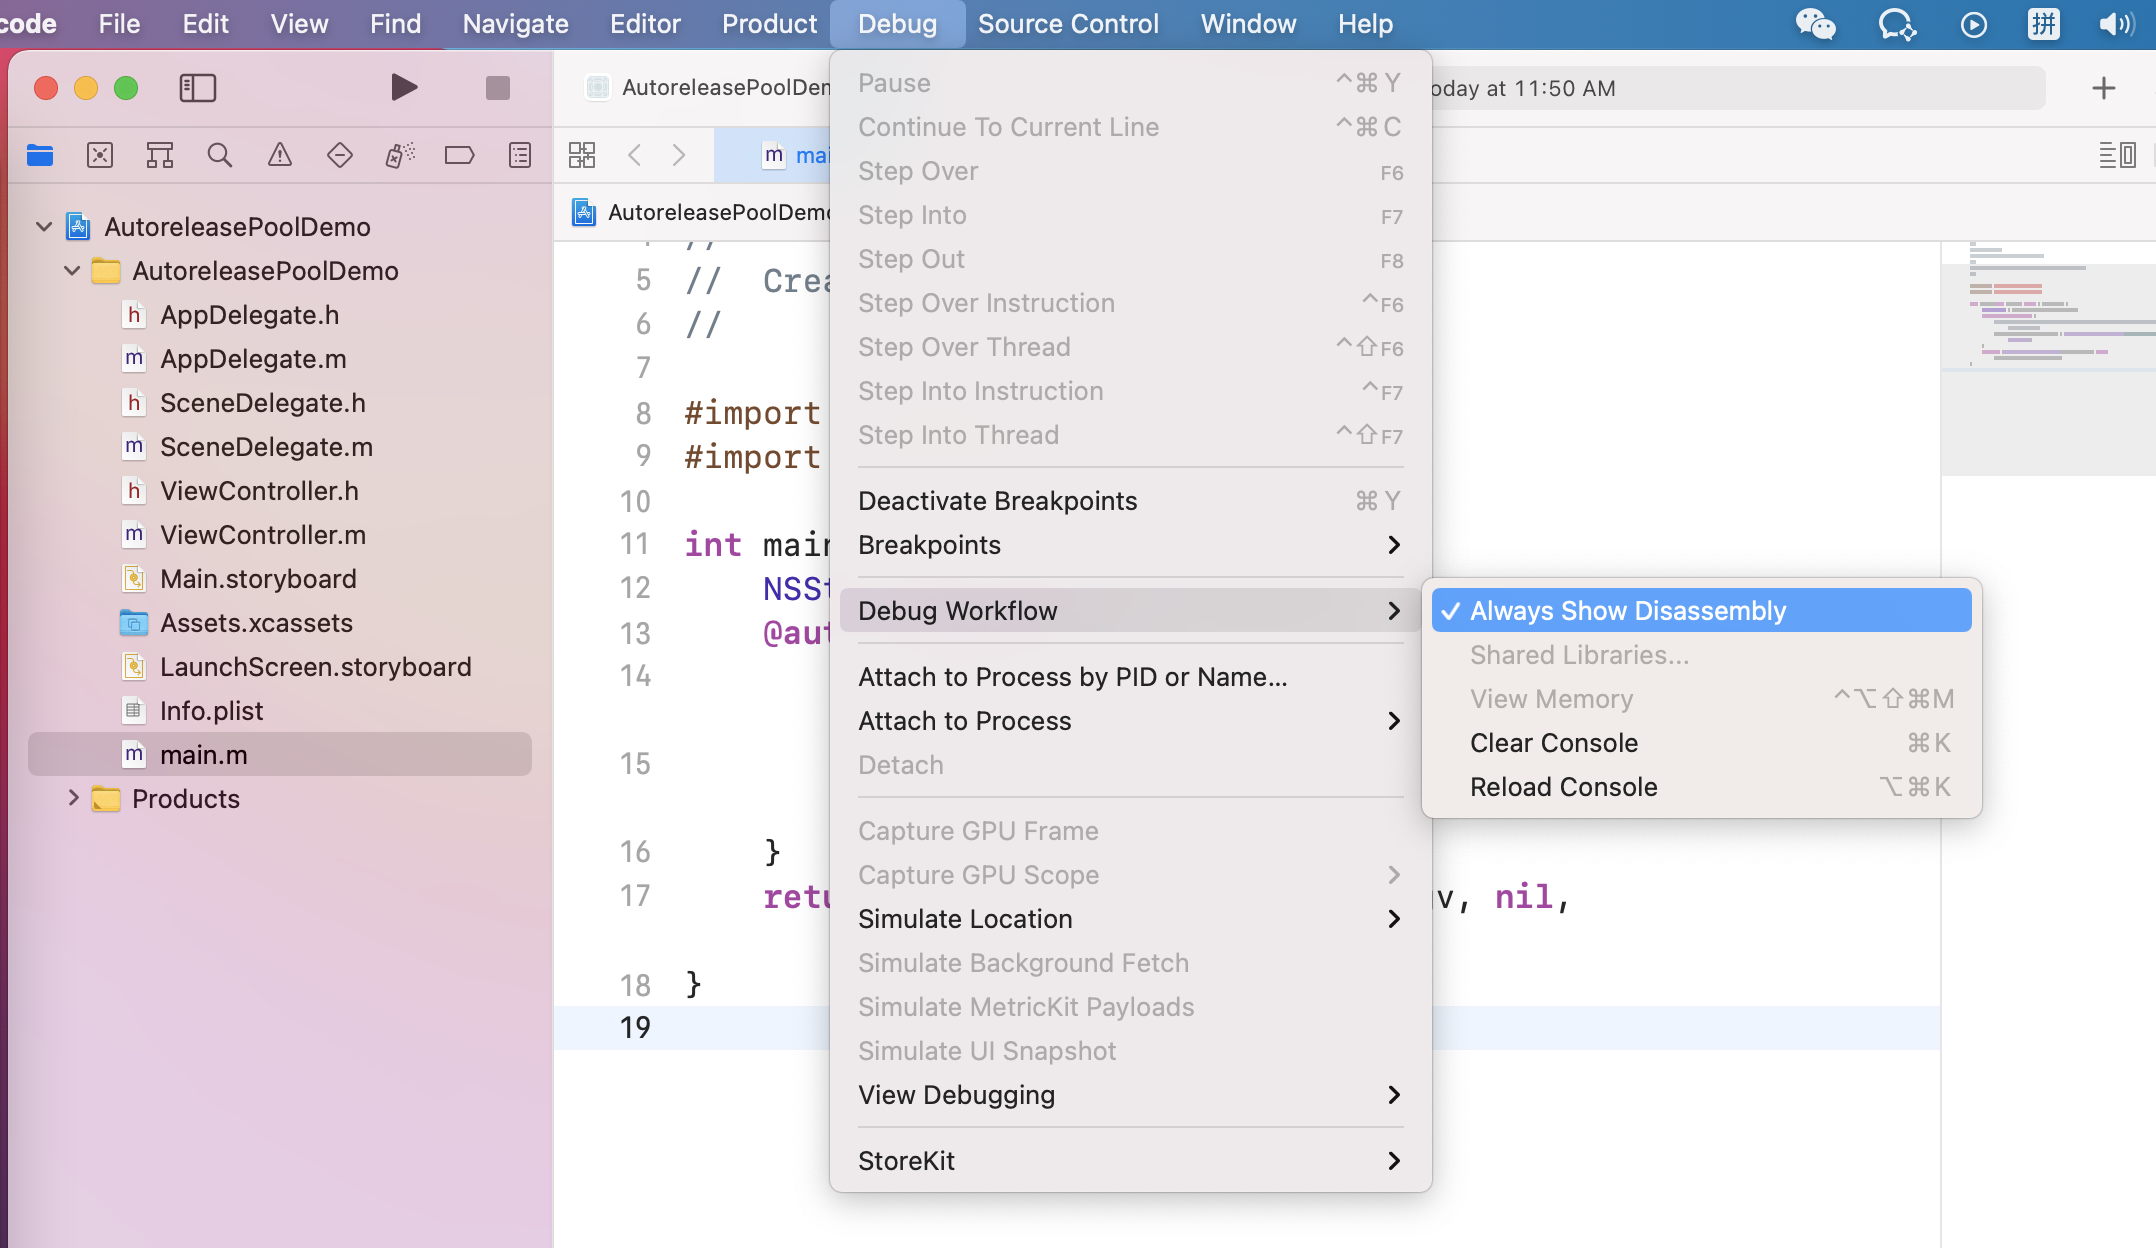 code File Edit View Find Navigate Editor Product Debug Source Control Window Help 拼
AutoreleasePoolDem
oday at 11:50 AM
m
AutoreleasePoolDemo
AutoreleasePoolDemo
AutoreleasePoolDemo
h AppDelegate.h
m AppDelegate.m
h SceneDelegate.h
m SceneDelegate.m
h ViewController.h
m ViewController.m
Main.storyboard
Assets.xcassets
LaunchScreen.storyboard
Info.plist
m main.m
Products
5 // Crea
6 //
7
8 #import
9 #import
10
11 int main
12 NSSt
13 @aut
14
15
16 }
17 retu v, nil,
18 }
19
Pause ^⌘Y
Continue To Current Line ^⌘C
Step Over F6
Step Into F7
Step Out F8
Step Over Instruction ^F6
Step Over Thread ^⇧F6
Step Into Instruction ^F7
Step Into Thread ^⇧F7
Deactivate Breakpoints ⌘Y
Breakpoints
Debug Workflow
Attach to Process by PID or Name...
Attach to Process
Detach
Capture GPU Frame
Capture GPU Scope
Simulate Location
Simulate Background Fetch
Simulate MetricKit Payloads
Simulate UI Snapshot
View Debugging
StoreKit
✓ Always Show Disassembly
Shared Libraries...
View Memory ^⌥⇧⌘M
Clear Console ⌘K
Reload Console ⌥⌘K